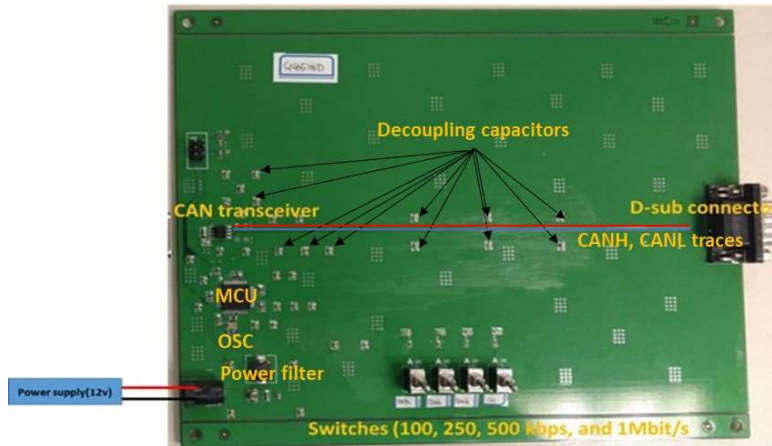 Decoupling capacitors
CAN transceiver
D-sub connecto
CANH, CANL traces
MCU
OSC
Power filter
Power supply(12v)
Switches (100, 250, 500 kbps, and 1Mbit/s